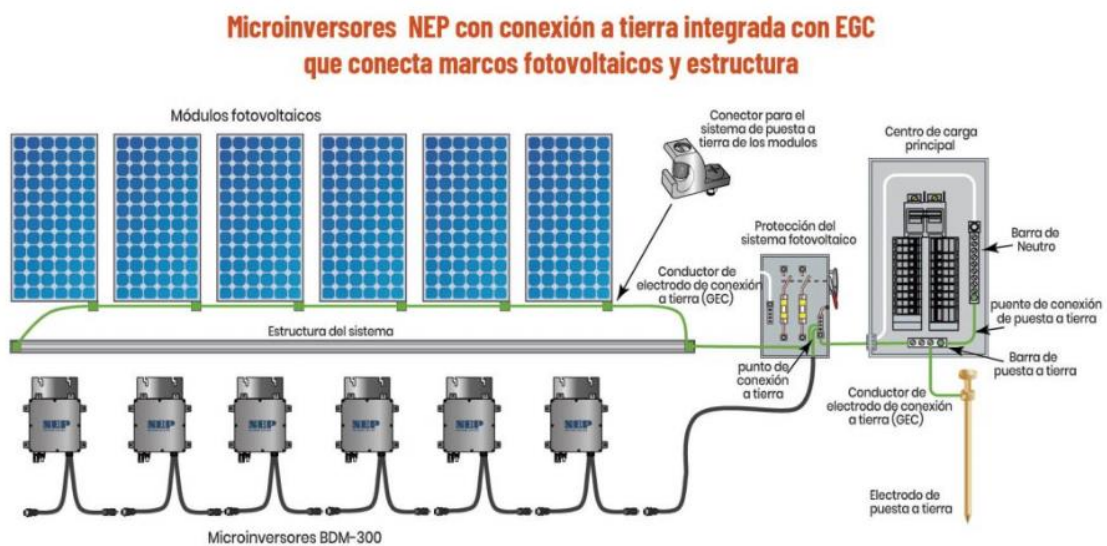 Microinversores NEP con conexión a tierra integrada con EGC
que conecta marcos fotovoltaicos y estructura
Módulos fotovoltaicos
Conector para el
sistema de puesta a
tierra de los modulos
Centro de carga
principal
Protección del
sistema fotovoltaico
Barra de
Neutro
Conductor de
electrodo de conexión
a tierra (GEC)
puente de conexión
de puesta a tierra
Estructura del sistema
Barra de
puesta a tierra
punto de
conexión
a tierra
Conductor de
electrodo de conexión
a tierra (GEC)
NEP
NEP
NEP
NEP
NEP
NEP
Electrodo de
puesta a tierra
Microinversores BDM-300